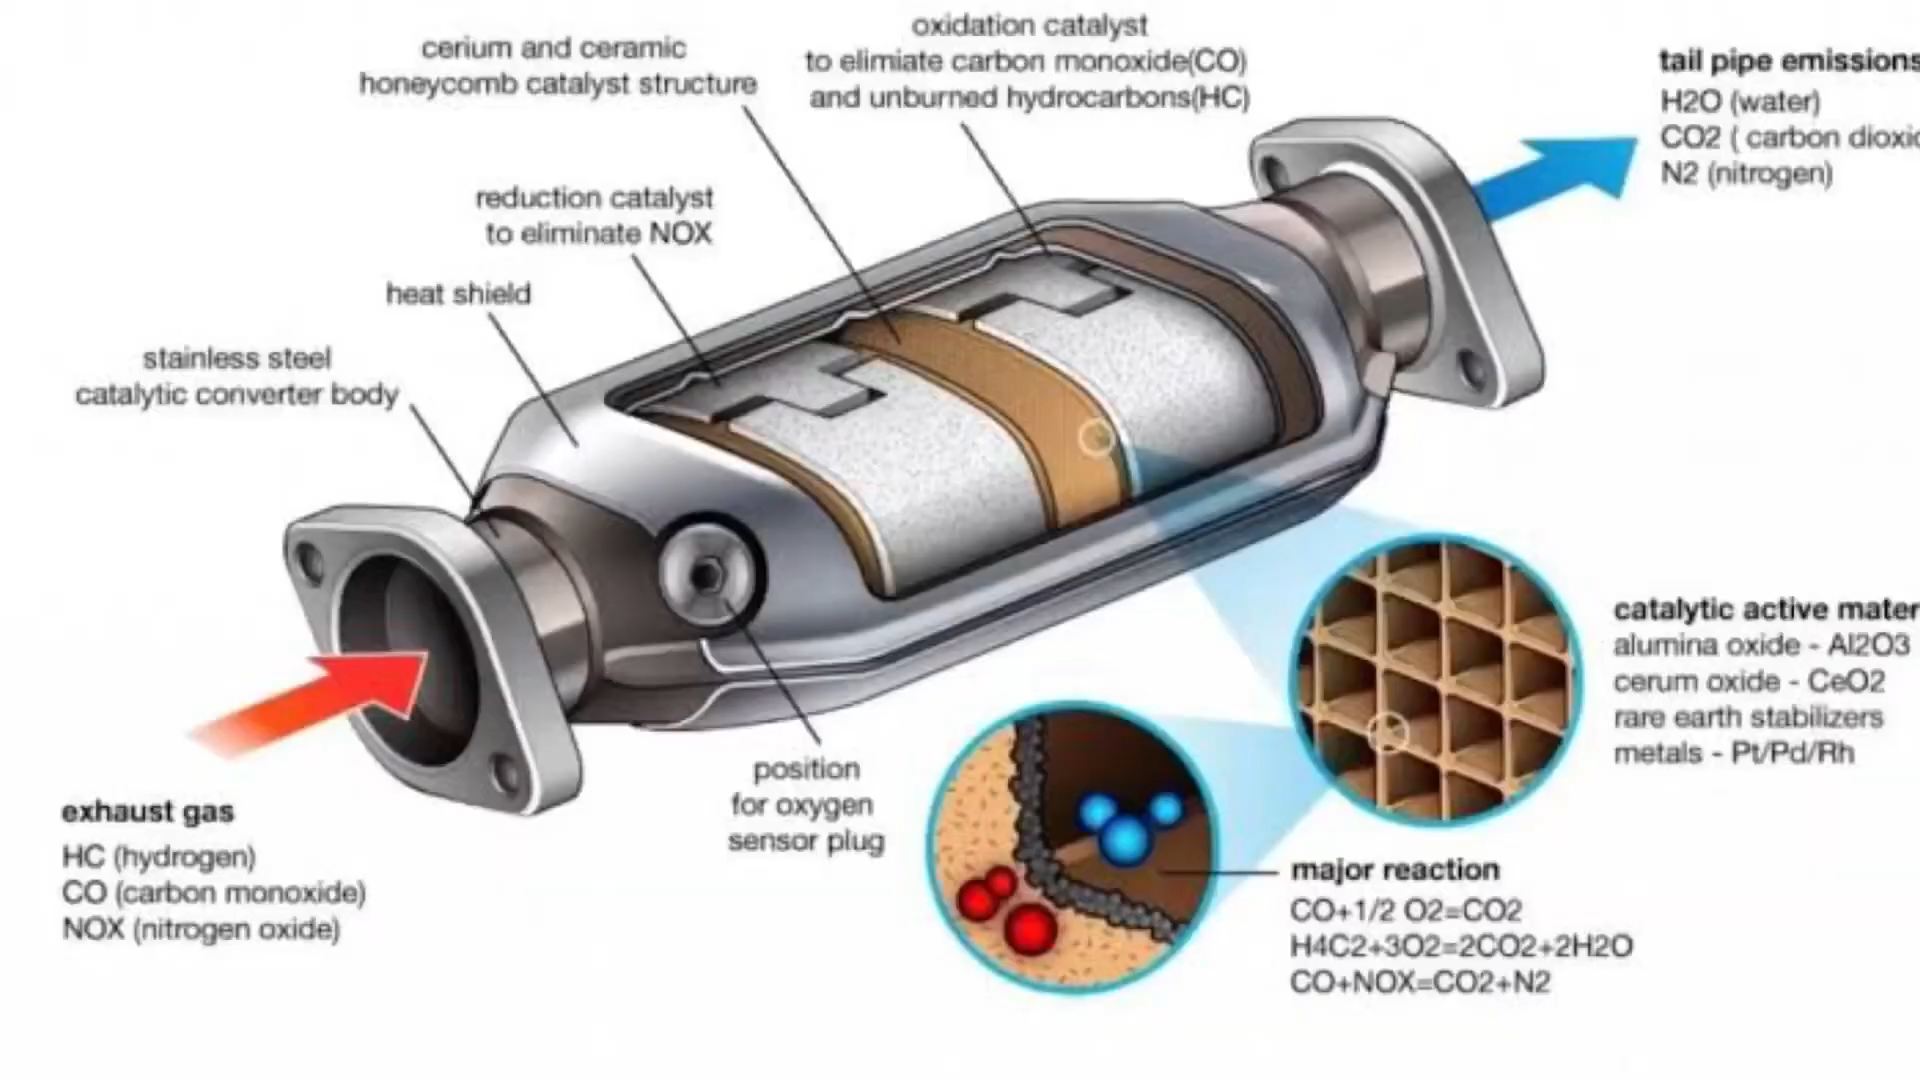 cerium and ceramic
honeycomb catalyst structure
oxidation catalyst
to elimiate carbon monoxide(CO)
and unburned hydrocarbons(HC)
tail pipe emissions
H2O (water)
CO2 ( carbon dioxid
N2 (nitrogen)
reduction catalyst
to eliminate NOX
heat shield
stainless steel
catalytic converter body
catalytic active mater
alumina oxide - Al2O3
cerum oxide - CeO2
rare earth stabilizers
metals - Pt/Pd/Rh
position
for oxygen
sensor plug
exhaust gas
HC (hydrogen)
CO (carbon monoxide)
NOX (nitrogen oxide)
major reaction
CO+1/2 O2=CO2
H4C2+3O2=2CO2+2H2O
CO+NOX=CO2+N2